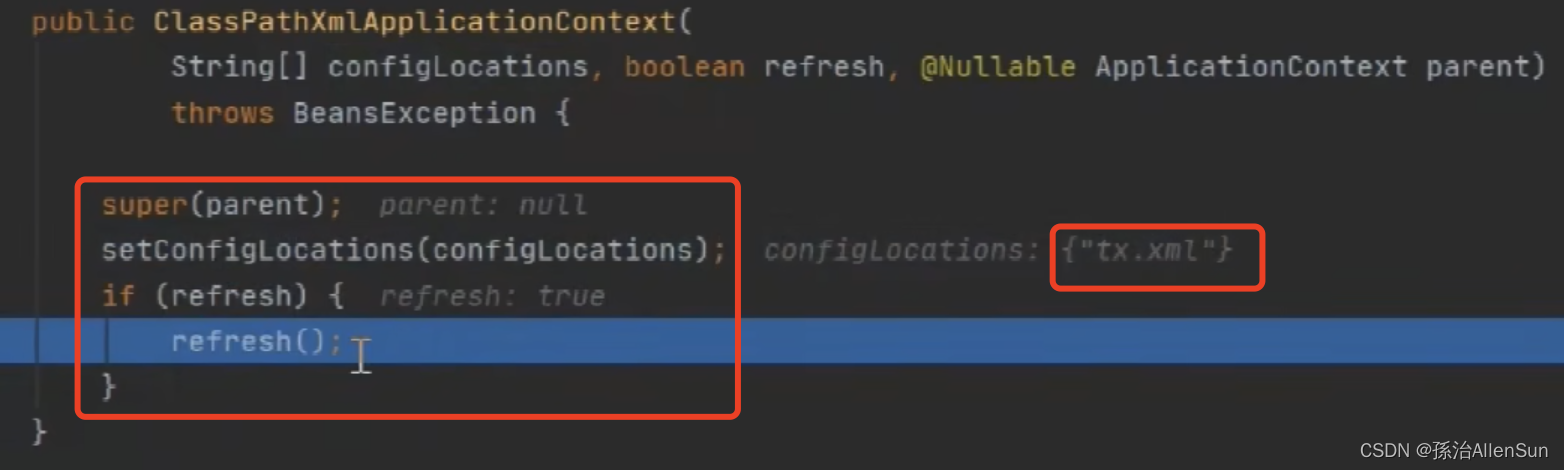 public ClassPathXmlApplicationContext(
String[] configLocations, boolean refresh, @Nullable ApplicationContext parent)
throws BeansException {
super(parent); parent: null
setConfigLocations(configLocations); configLocations: {"tx.xml"}
if (refresh) { refresh: true
refresh();
}
}
CSDN @孫治AllenSun